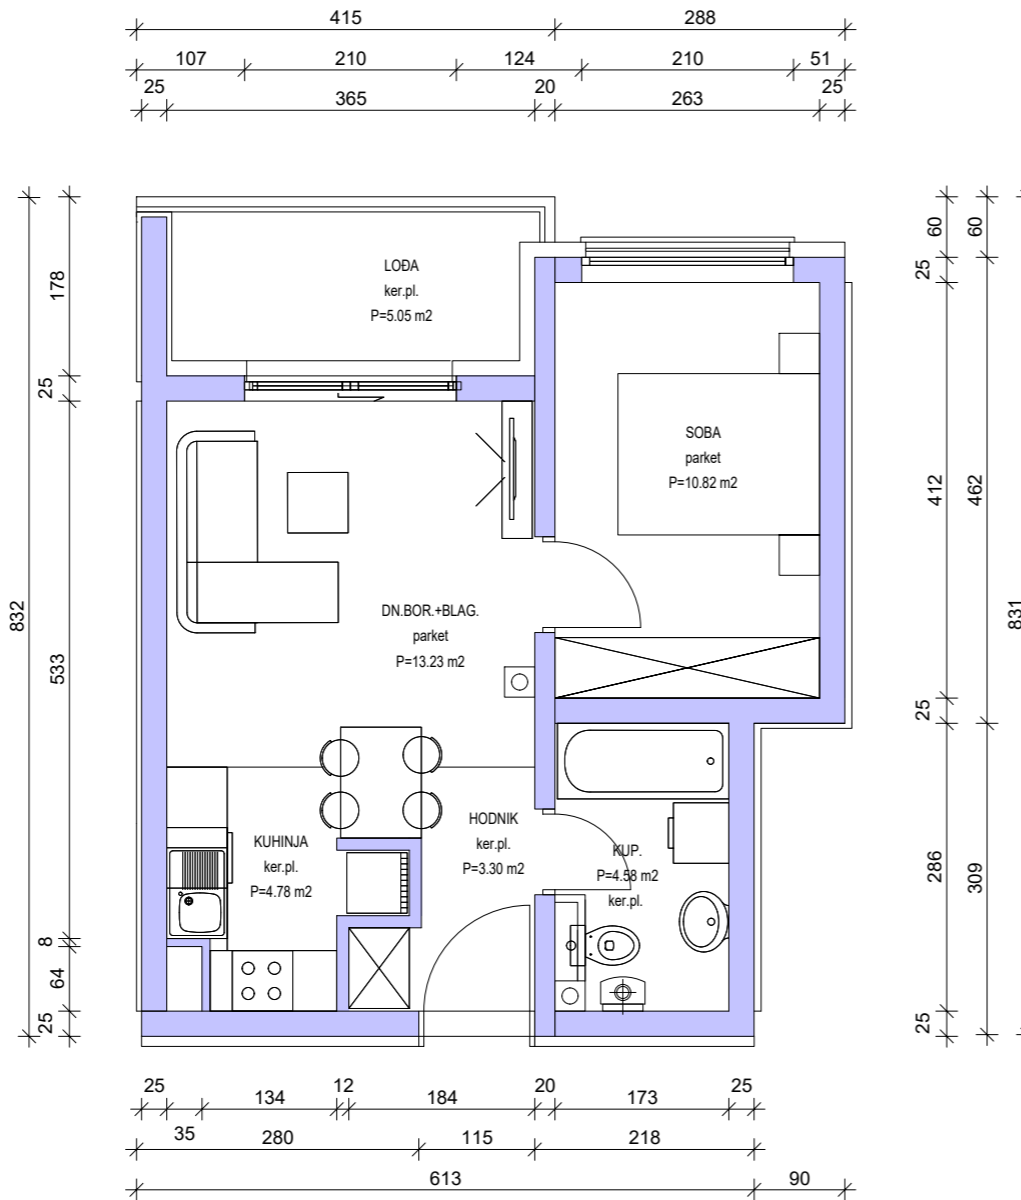 415
288
107
210
124
210
51
25
365
20
263
25
LOĐA
ker.pl.
P=5.05 m2
SOBA
parket
P=10.82 m2
DN.BOR.+BLAG.
parket
P=13.23 m2
KUHINJA
ker.pl.
P=4.78 m2
HODNIK
ker.pl.
P=3.30 m2
KUP.
P=4.58 m2
ker.pl.
832
178
25
533
8
64
25
60
25
412
25
286
25
60
462
309
831
25
134
12
184
20
173
25
35
280
115
218
613
90